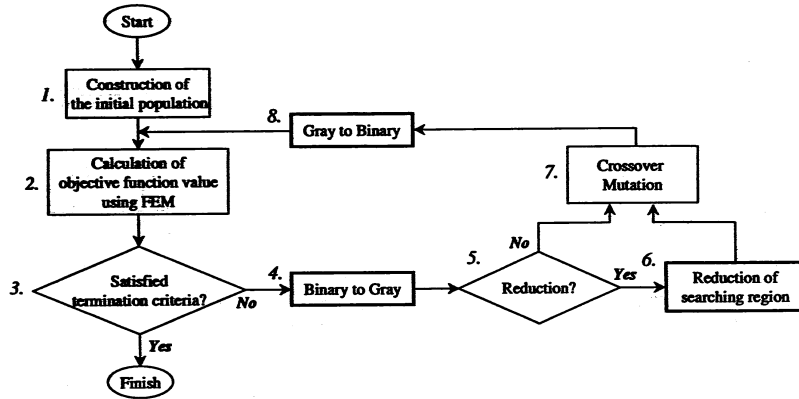 Start
1.
Construction of
the initial population
8.
Gray to Binary
2.
Calculation of
objective function value
using FEM
7.
Crossover
Mutation
3.
Satisfied
termination criteria?
No
4.
Binary to Gray
5.
No
Reduction?
Yes
6.
Reduction of
searching region
Yes
Finish